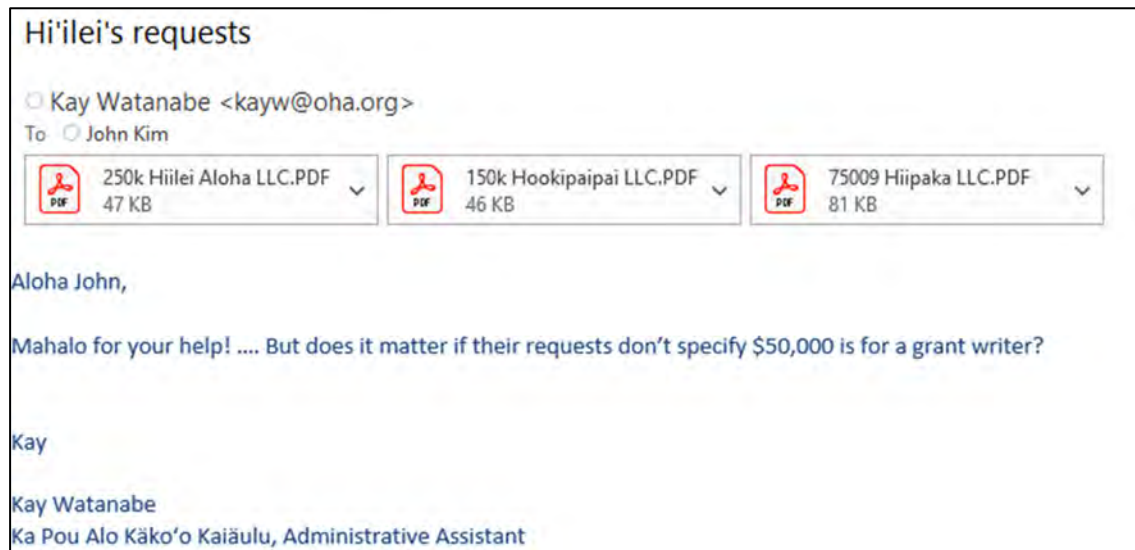 Hi'ilei's requests
Kay Watanabe <kayw@oha.org>
To John Kim
250k Hiilei Aloha LLC.PDF
47 KB
150k Hookipaipai LLC.PDF
46 KB
75009 Hiipaka LLC.PDF
81 KB
PDF
PDF
PDF
Aloha John,
Mahalo for your help! .... But does it matter if their requests don't specify $50,000 is for a grant writer?
Kay
Kay Watanabe
Ka Pou Alo Käko‘o Kaiäulu, Administrative Assistant